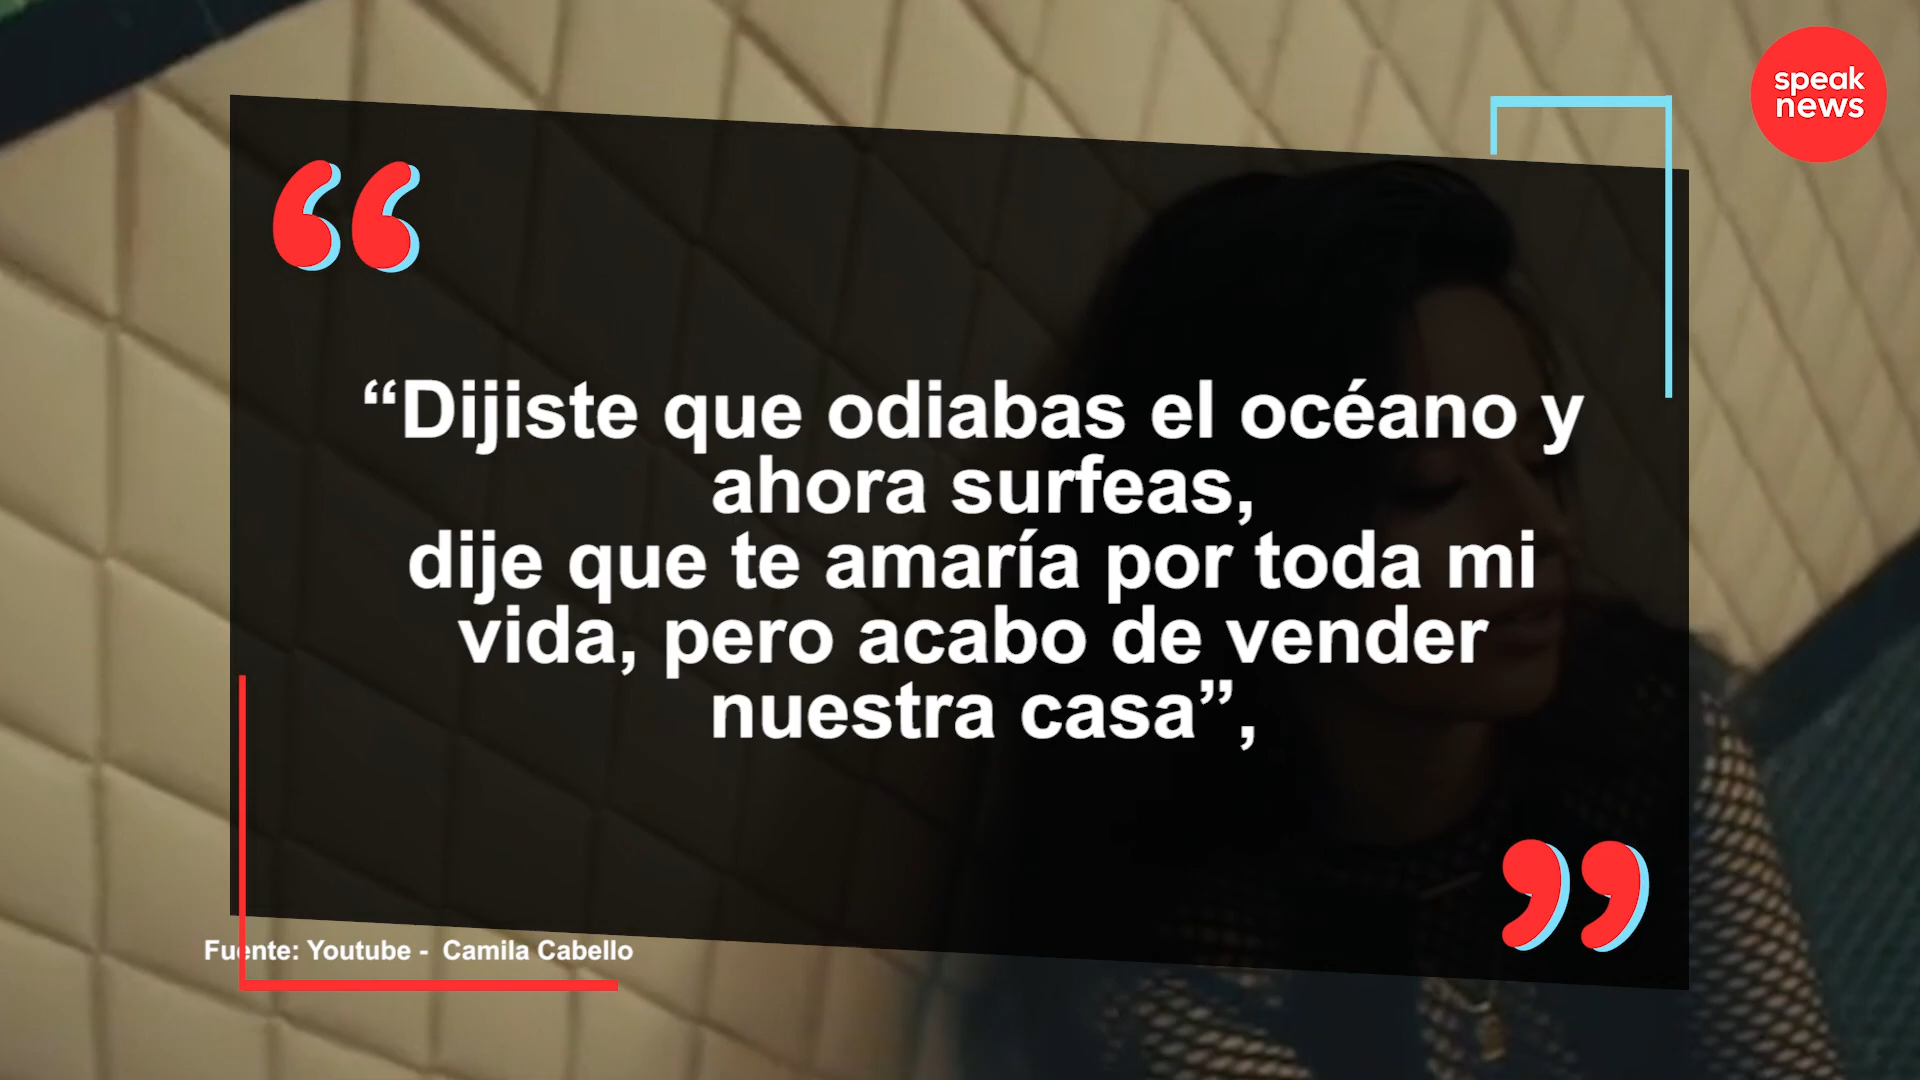 speak
news
“Dijiste que odiabas el océano y
ahora surfeas,
dije que te amaría por toda mi
vida, pero acabo de vender
nuestra casa”,
Fuente: Youtube -  Camila Cabello